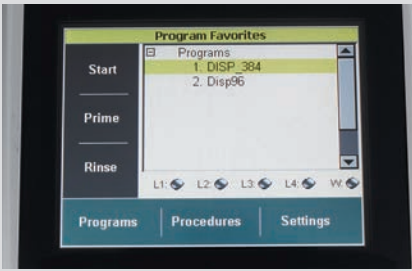 Program Favorites
Start
Prime
Rinse
Programs
1. DISP_384
2. Disp96
L1: L2: L3: L4: W:
Programs Procedures Settings